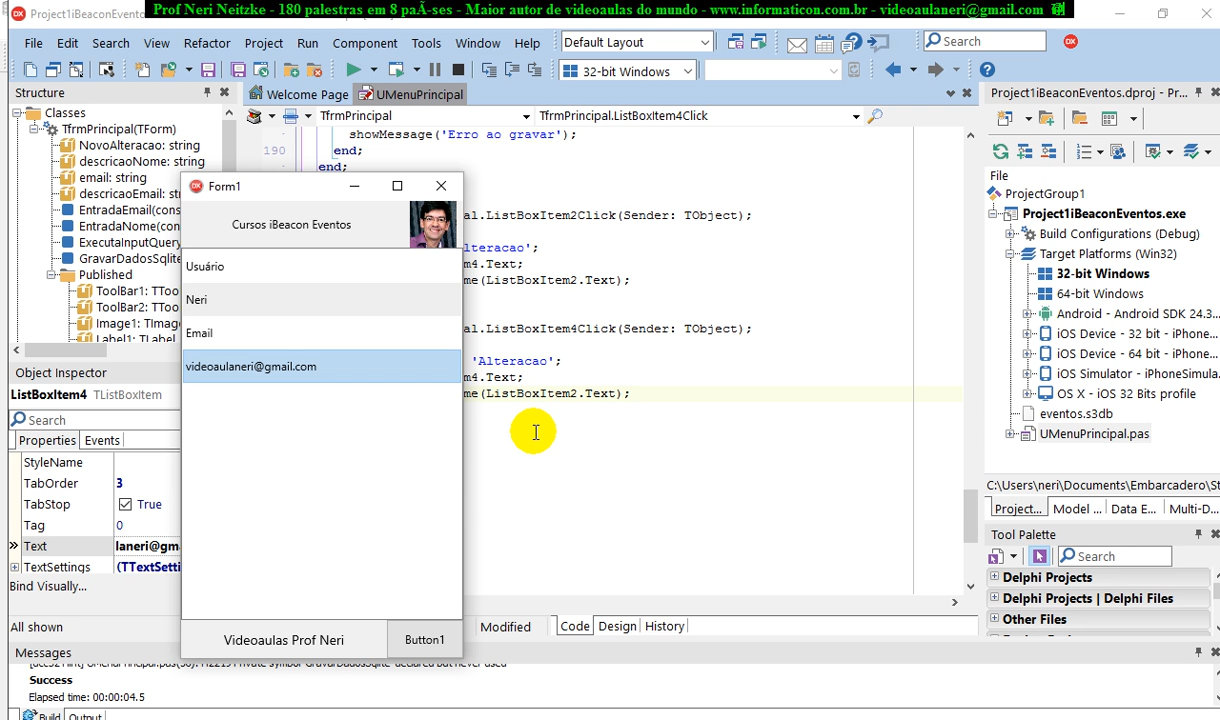 Prof Neri Neitzke - 180 palestras em 8 paÃ-ses - Maior autor de videoaulas do mundo - www.informaticon.com.br - videoaulaneri@gmail.com
Project1iBeaconEvento
File Edit Search View Refactor Project Run Component Tools Window Help
Default Layout
Search
32-bit Windows
Structure
Classes
TfrmPrincipal(TForm)
NovoAlteracao: string
descricaoNome: string
email: string
descricaoEmail: str
EntradaEmail(cons
EntradaNome(con
ExecutaInputQuery
GravarDadosSqlite
Published
ToolBar1: TToo
ToolBar2: TToo
Image1: TImag
Label1: TLabel
Object Inspector
ListBoxItem4 TListBoxItem
Search
Properties Events
StyleName
TabOrder 3
TabStop True
Tag 0
Text laneri@gma
TextSettings (TTextSetti
Bind Visually...
All shown
Welcome Page UMenuPrincipal
TfrmPrincipal TfrmPrincipal.ListBoxItem4Click
showMessage('Erro ao gravar');
190 end;
end;
al.ListBoxItem2Click(Sender: TObject);
lteracao';
m4.Text;
me(ListBoxItem2.Text);
al.ListBoxItem4Click(Sender: TObject);
'Alteracao';
m4.Text;
me(ListBoxItem2.Text);
Form1
Cursos iBeacon Eventos
Usuário
Neri
Email
videoaulaneri@gmail.com
Videoaulas Prof Neri Button1
Modified Code Design History
Messages
Success
Elapsed time: 00:00:04.5
Build Output
Project1iBeaconEventos.dproj - Pr...
File
ProjectGroup1
Project1iBeaconEventos.exe
Build Configurations (Debug)
Target Platforms (Win32)
32-bit Windows
64-bit Windows
Android - Android SDK 24.3...
iOS Device - 32 bit - iPhone...
iOS Device - 64 bit - iPhone...
iOS Simulator - iPhoneSimula.
OS X - iOS 32 Bits profile
eventos.s3db
UMenuPrincipal.pas
C:\Users\neri\Documents\Embarcadero\St
Project... Model ... Data E... Multi-D...
Tool Palette
Search
Delphi Projects
Delphi Projects | Delphi Files
Other Files